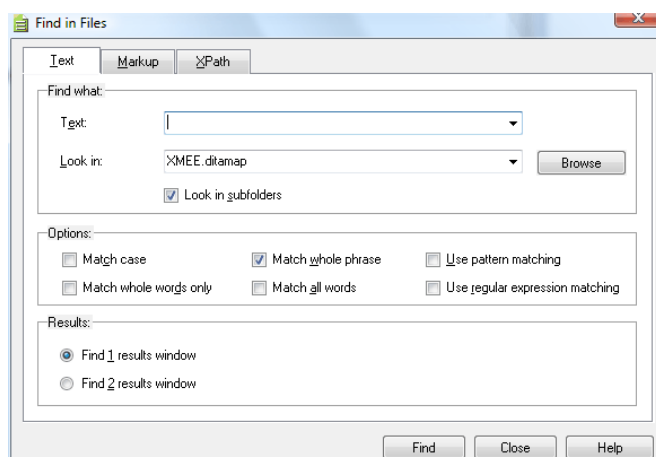 Find in Files
Text Markup XPath
Find what:
Text:
Look in: XMEE.ditamap Browse
Look in subfolders
Options:
Match case Match whole phrase Use pattern matching
Match whole words only Match all words Use regular expression matching
Results:
Find 1 results window
Find 2 results window
Find Close Help